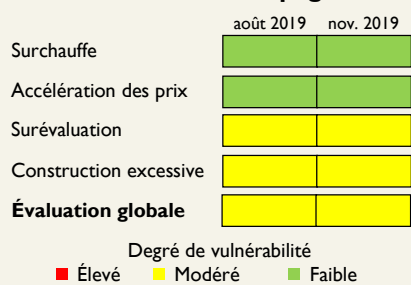 août 2019 nov. 2019
Surchauffe
Accélération des prix
Surévaluation
Construction excessive
Évaluation globale
Degré de vulnérabilité
Élevé Modéré Faible